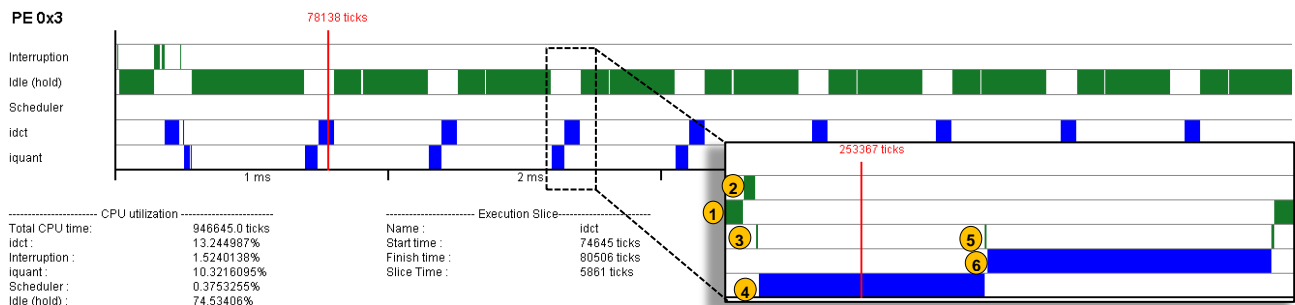 PE 0x3
78138 ticks
Interruption
Idle (hold)
Scheduler
idct
iquant
1 ms
2 ms
253367 ticks
2
1
3
5
6
4
-------------------- CPU utilization --------------------
Total CPU time: 946645.0 ticks
idct : 13.244987%
Interruption : 1.5240138%
iquant : 10.3216095%
Scheduler : 0.3753255%
Idle (hold) : 74.53406%
-------------------- Execution Slice--------------------
Name : idct
Start time : 74645 ticks
Finish time : 80506 ticks
Slice Time : 5861 ticks